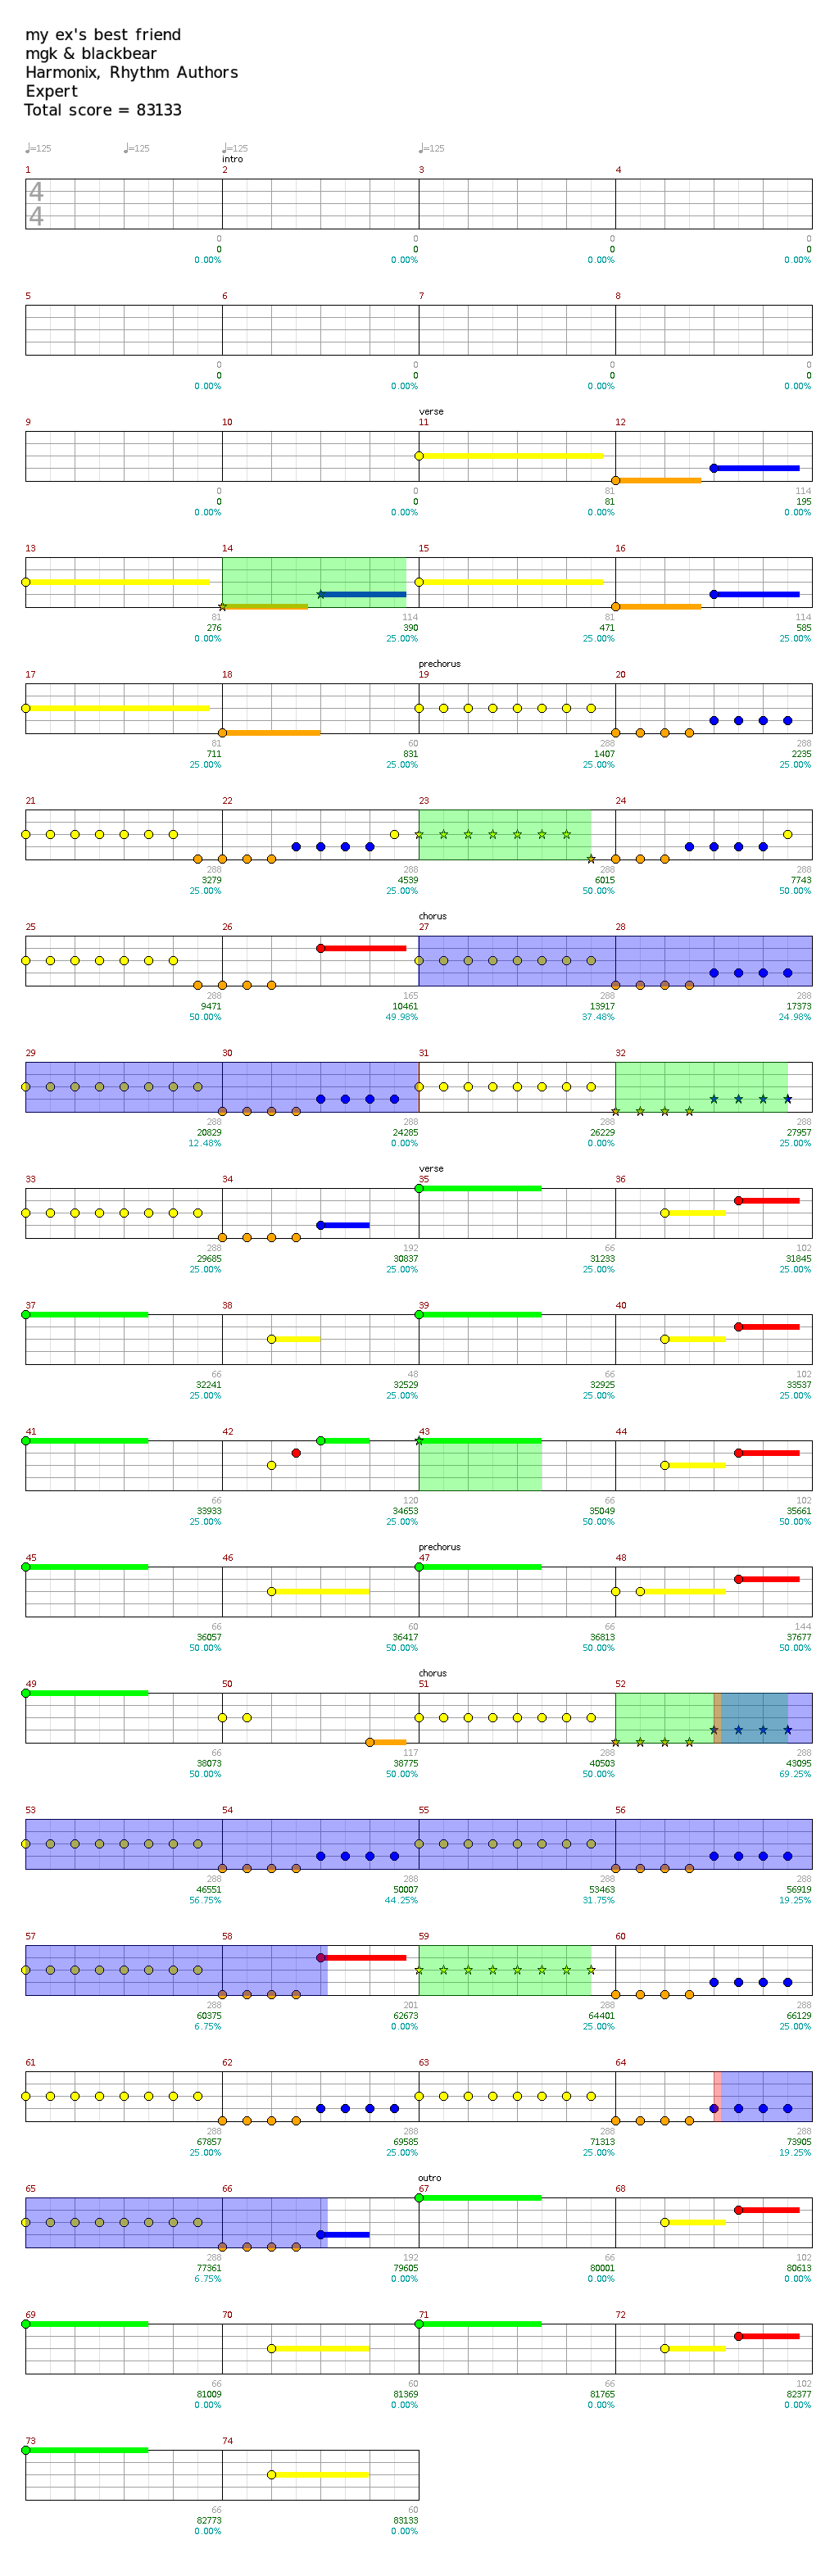 my ex's best friend
mgk & blackbear
Harmonix, Rhythm Authors
Expert
Total score = 83133
♩=125 ♩=125 ♩=125 ♩=125
intro
1 2 3 4
4
4
0 0 0 0
0 0 0 0
0.00% 0.00% 0.00% 0.00%
5 6 7 8
0 0 0 0
0 0 0 0
0.00% 0.00% 0.00% 0.00%
verse
9 10 11 12
0 0 81 114
0 0 81 195
0.00% 0.00% 0.00% 0.00%
13 14 15 16
81 114 81 114
276 390 471 585
0.00% 25.00% 25.00% 25.00%
prechorus
17 18 19 20
81 60 288 288
711 831 1407 2235
25.00% 25.00% 25.00% 25.00%
21 22 23 24
288 288 288 288
3279 4539 6015 7743
25.00% 25.00% 50.00% 50.00%
chorus
25 26 27 28
288 165 288 288
9471 10461 13917 17373
50.00% 49.98% 37.48% 24.98%
29 30 31 32
288 288 288 288
20829 24285 26229 27957
12.48% 0.00% 0.00% 25.00%
verse
33 34 35 36
288 192 66 102
29685 30837 31233 31845
25.00% 25.00% 25.00% 25.00%
37 38 39 40
66 48 66 102
32241 32529 32925 33537
25.00% 25.00% 25.00% 25.00%
41 42 43 44
66 120 66 102
33933 34653 35049 35661
25.00% 25.00% 50.00% 50.00%
prechorus
45 46 47 48
66 60 66 144
36057 36417 36813 37677
50.00% 50.00% 50.00% 50.00%
chorus
49 50 51 52
66 117 288 288
38073 38775 40503 43095
50.00% 50.00% 50.00% 69.25%
53 54 55 56
288 288 288 288
46551 50007 53463 56919
56.75% 44.25% 31.75% 19.25%
57 58 59 60
288 201 288 288
60375 62673 64401 66129
6.75% 0.00% 25.00% 25.00%
61 62 63 64
288 288 288 288
67857 69585 71313 73905
25.00% 25.00% 25.00% 19.25%
outro
65 66 67 68
288 192 66 102
77361 79605 80001 80613
6.75% 0.00% 0.00% 0.00%
69 70 71 72
66 60 66 102
81009 81369 81765 82377
0.00% 0.00% 0.00% 0.00%
73 74
66 60
82773 83133
0.00% 0.00%